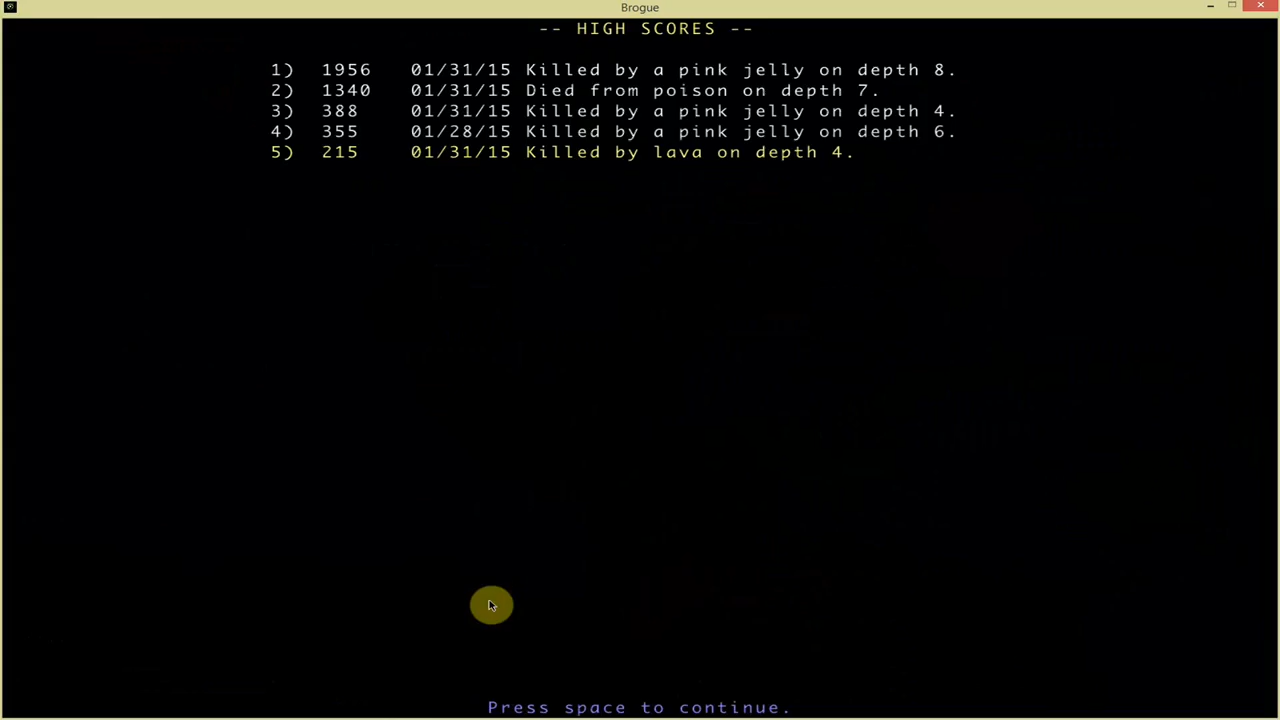 Brogue
-- HIGH SCORES --
1) 1956 01/31/15 Killed by a pink jelly on depth 8.
2) 1340 01/31/15 Died from poison on depth 7.
3) 388 01/31/15 Killed by a pink jelly on depth 4.
4) 355 01/28/15 Killed by a pink jelly on depth 6.
5) 215 01/31/15 Killed by lava on depth 4.
Press space to continue.